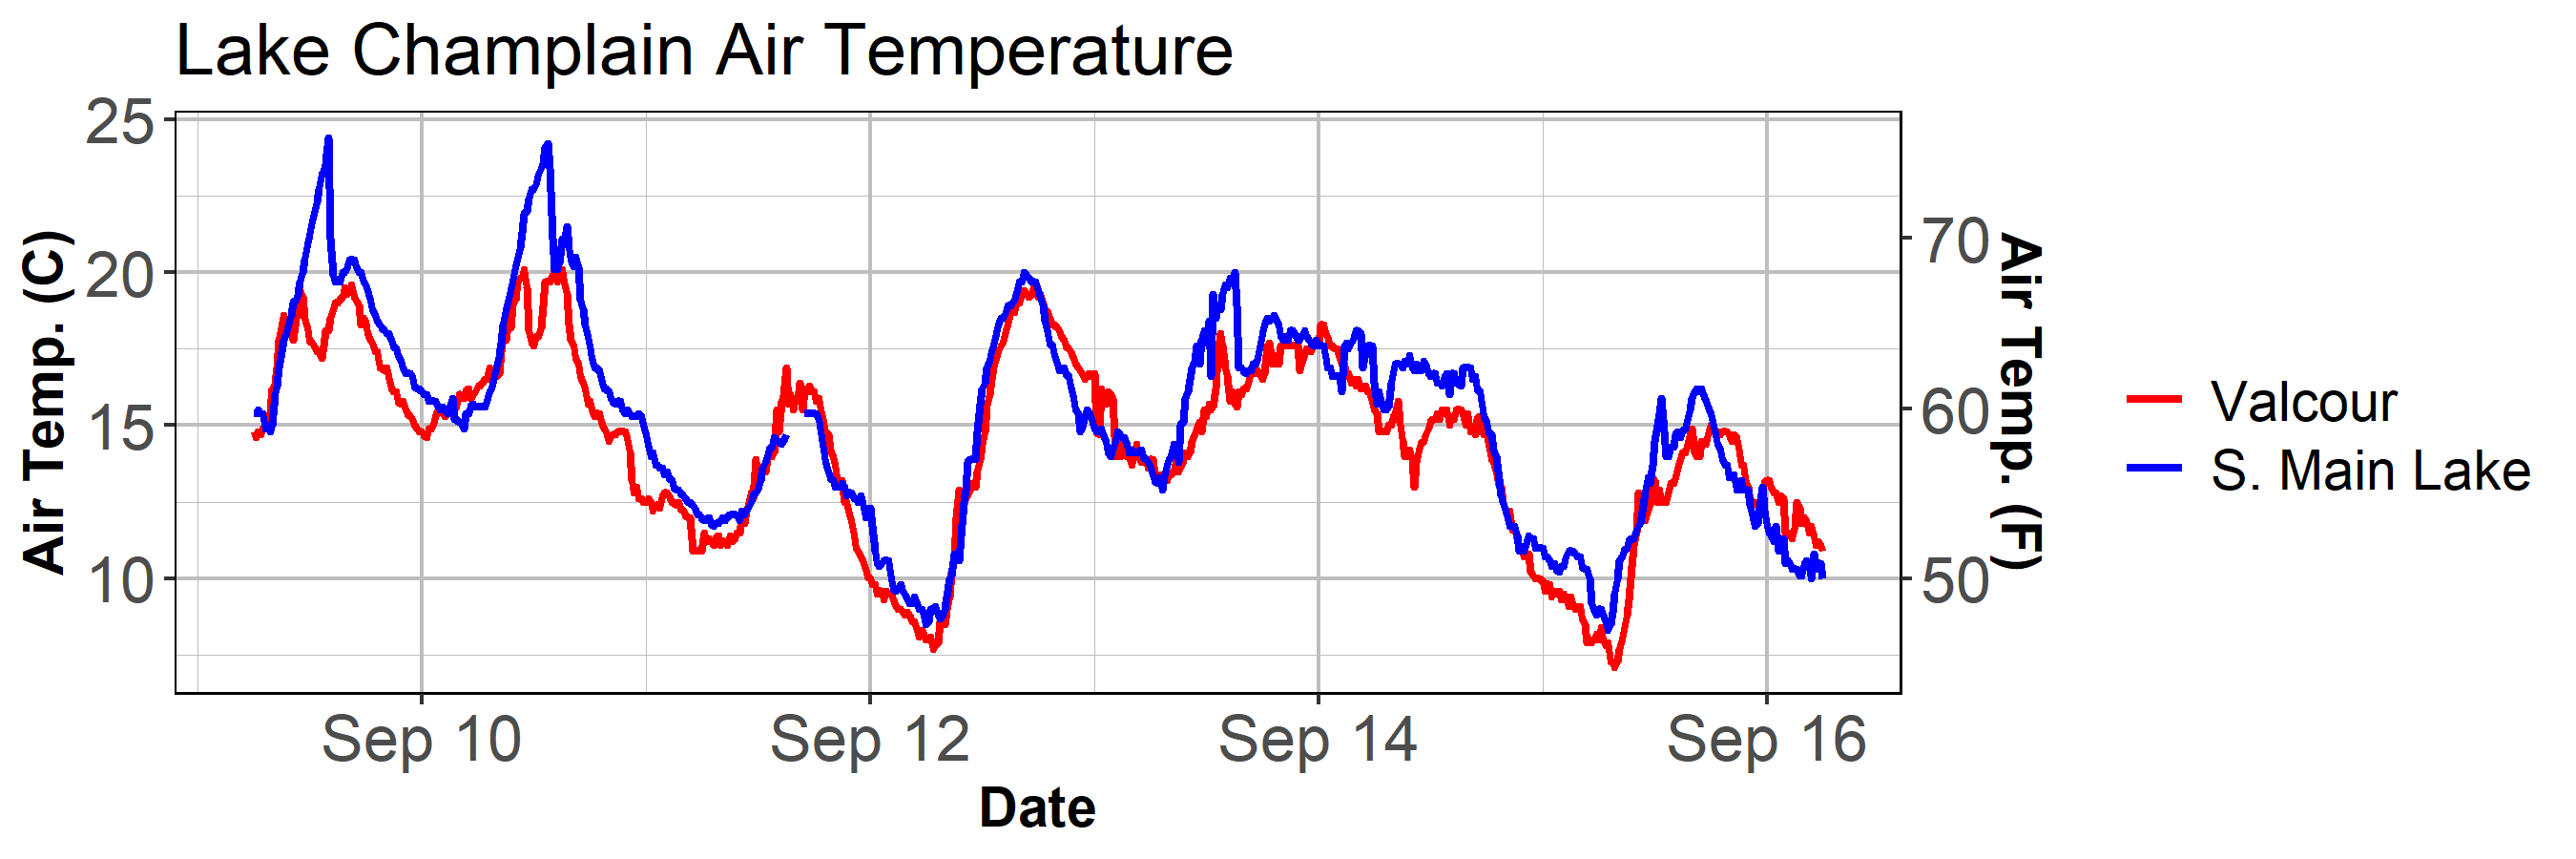 Lake Champlain Air Temperature
Air Temp. (C)
25
20
15
10
70
60
50
Air Temp. (F)
Sep 10 Sep 12 Sep 14 Sep 16
Date
Valcour
S. Main Lake